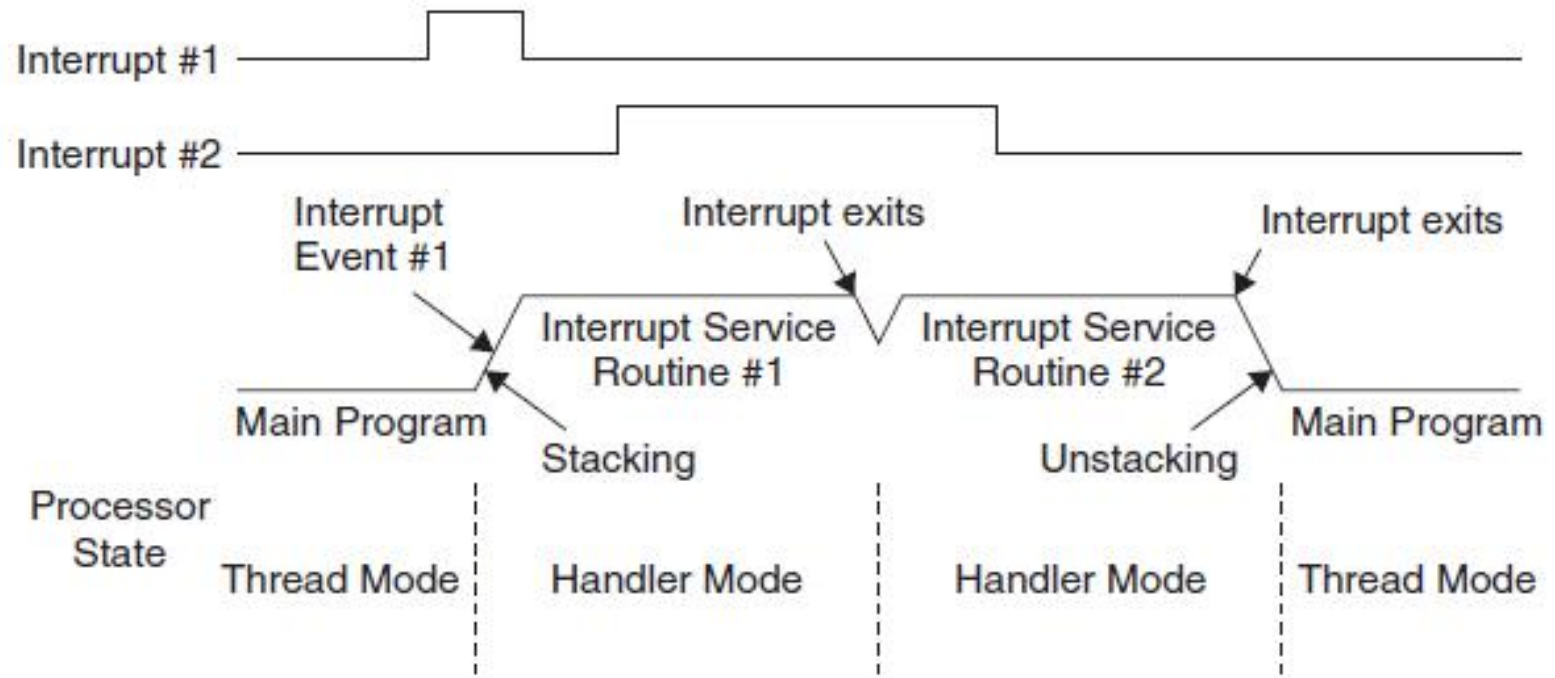 Interrupt #1
Interrupt #2
Interrupt
Event #1
Interrupt exits
Interrupt exits
Interrupt Service
Routine #1
Interrupt Service
Routine #2
Main Program
Stacking
Unstacking
Main Program
Processor
State
Thread Mode
Handler Mode
Handler Mode
Thread Mode